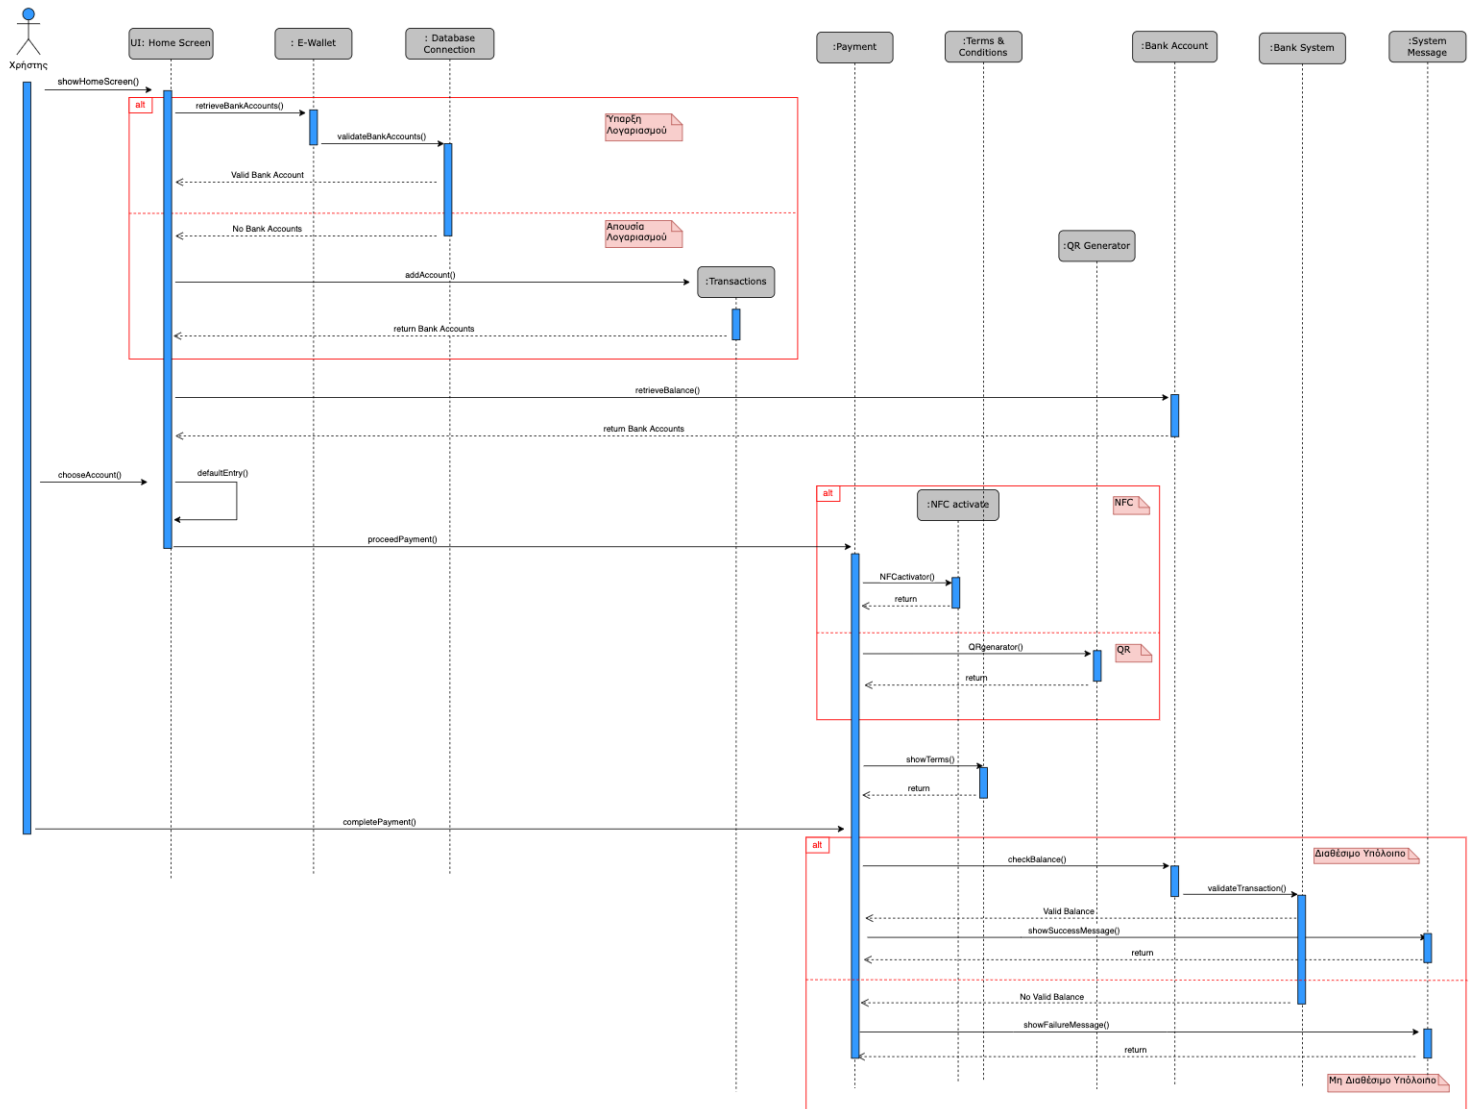 Χρήστης
UI: Home Screen
: E-Wallet
: Database
Connection
:Payment
:Terms &
Conditions
:Bank Account
:Bank System
:System
Message
showHomeScreen()
alt
retrieveBankAccounts()
Ύπαρξη
Λογαριασμού
validateBankAccounts()
Valid Bank Account
No Bank Accounts
Απουσία
Λογαριασμού
:QR Generator
addAccount()
:Transactions
return Bank Accounts
retrieveBalance()
return Bank Accounts
chooseAccount()
defaultEntry()
alt
:NFC activate
NFC
proceedPayment()
NFCactivator()
return
QRgenarator()
QR
return
showTerms()
return
completePayment()
alt
Διαθέσιμο Υπόλοιπο
checkBalance()
validateTransaction()
Valid Balance
showSuccessMessage()
return
No Valid Balance
showFailureMessage()
return
Μη Διαθέσιμο Υπόλοιπο